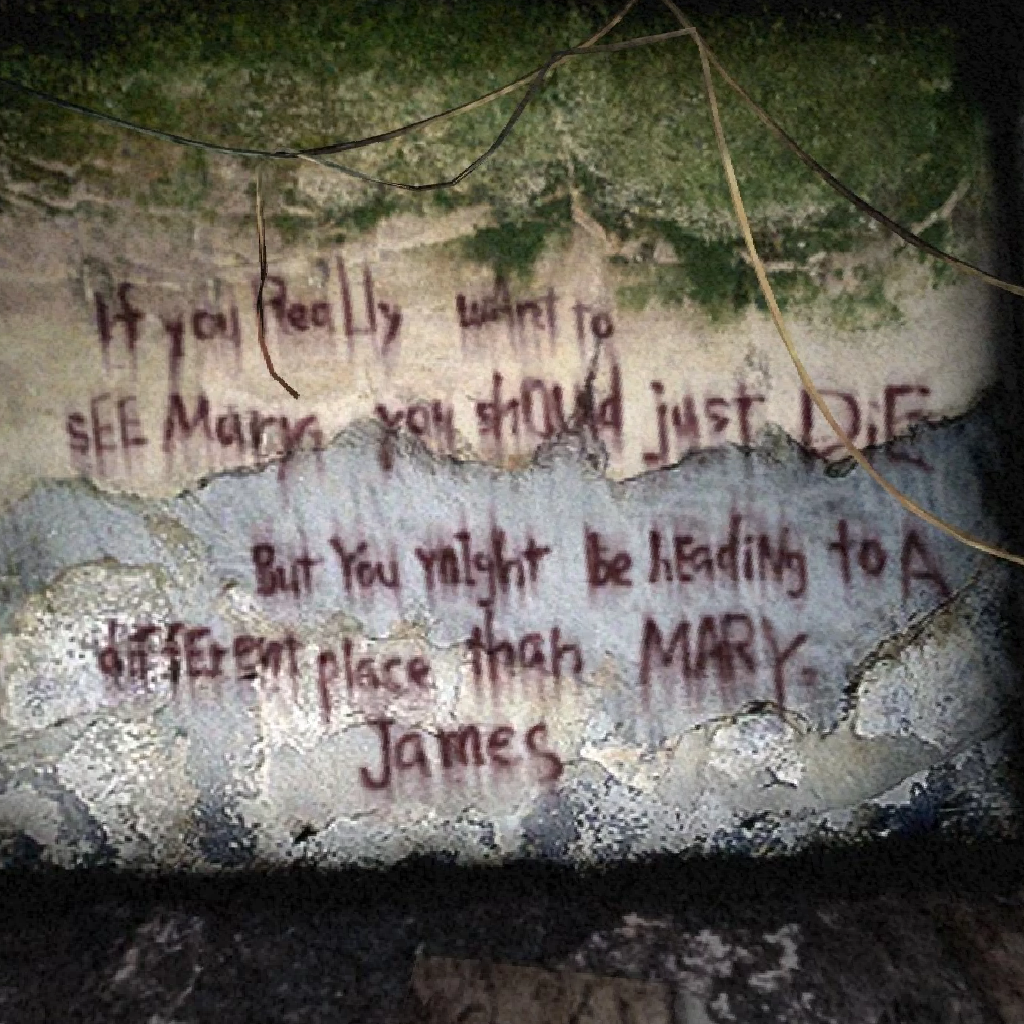 If you Really want to
sEE Mary, you shOUld just DiE
But You mIght be hEadiNg to A
diffErent place than MARY.
James